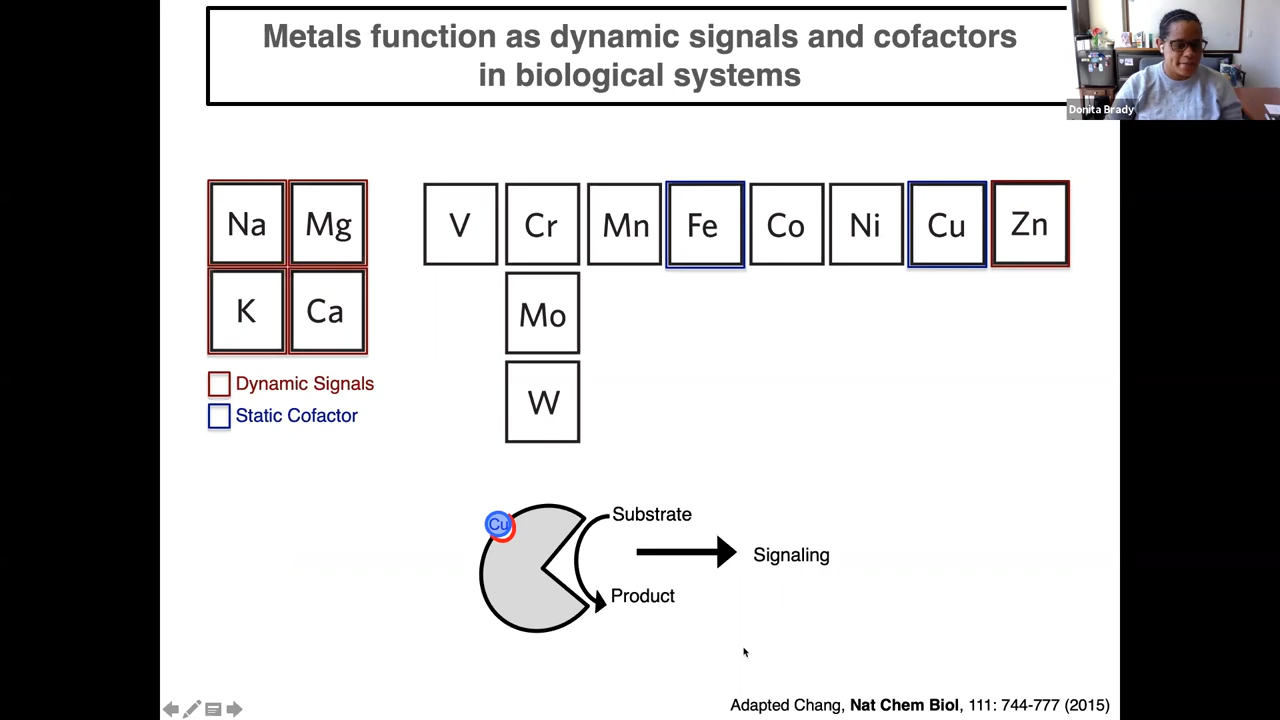 Metals function as dynamic signals and cofactors
in biological systems
Donita Brady
Na Mg V Cr Mn Fe Co Ni Cu Zn
K Ca Mo
W
Dynamic Signals
Static Cofactor
Cu
Substrate
Signaling
Product
Adapted Chang, Nat Chem Biol, 111: 744-777 (2015)